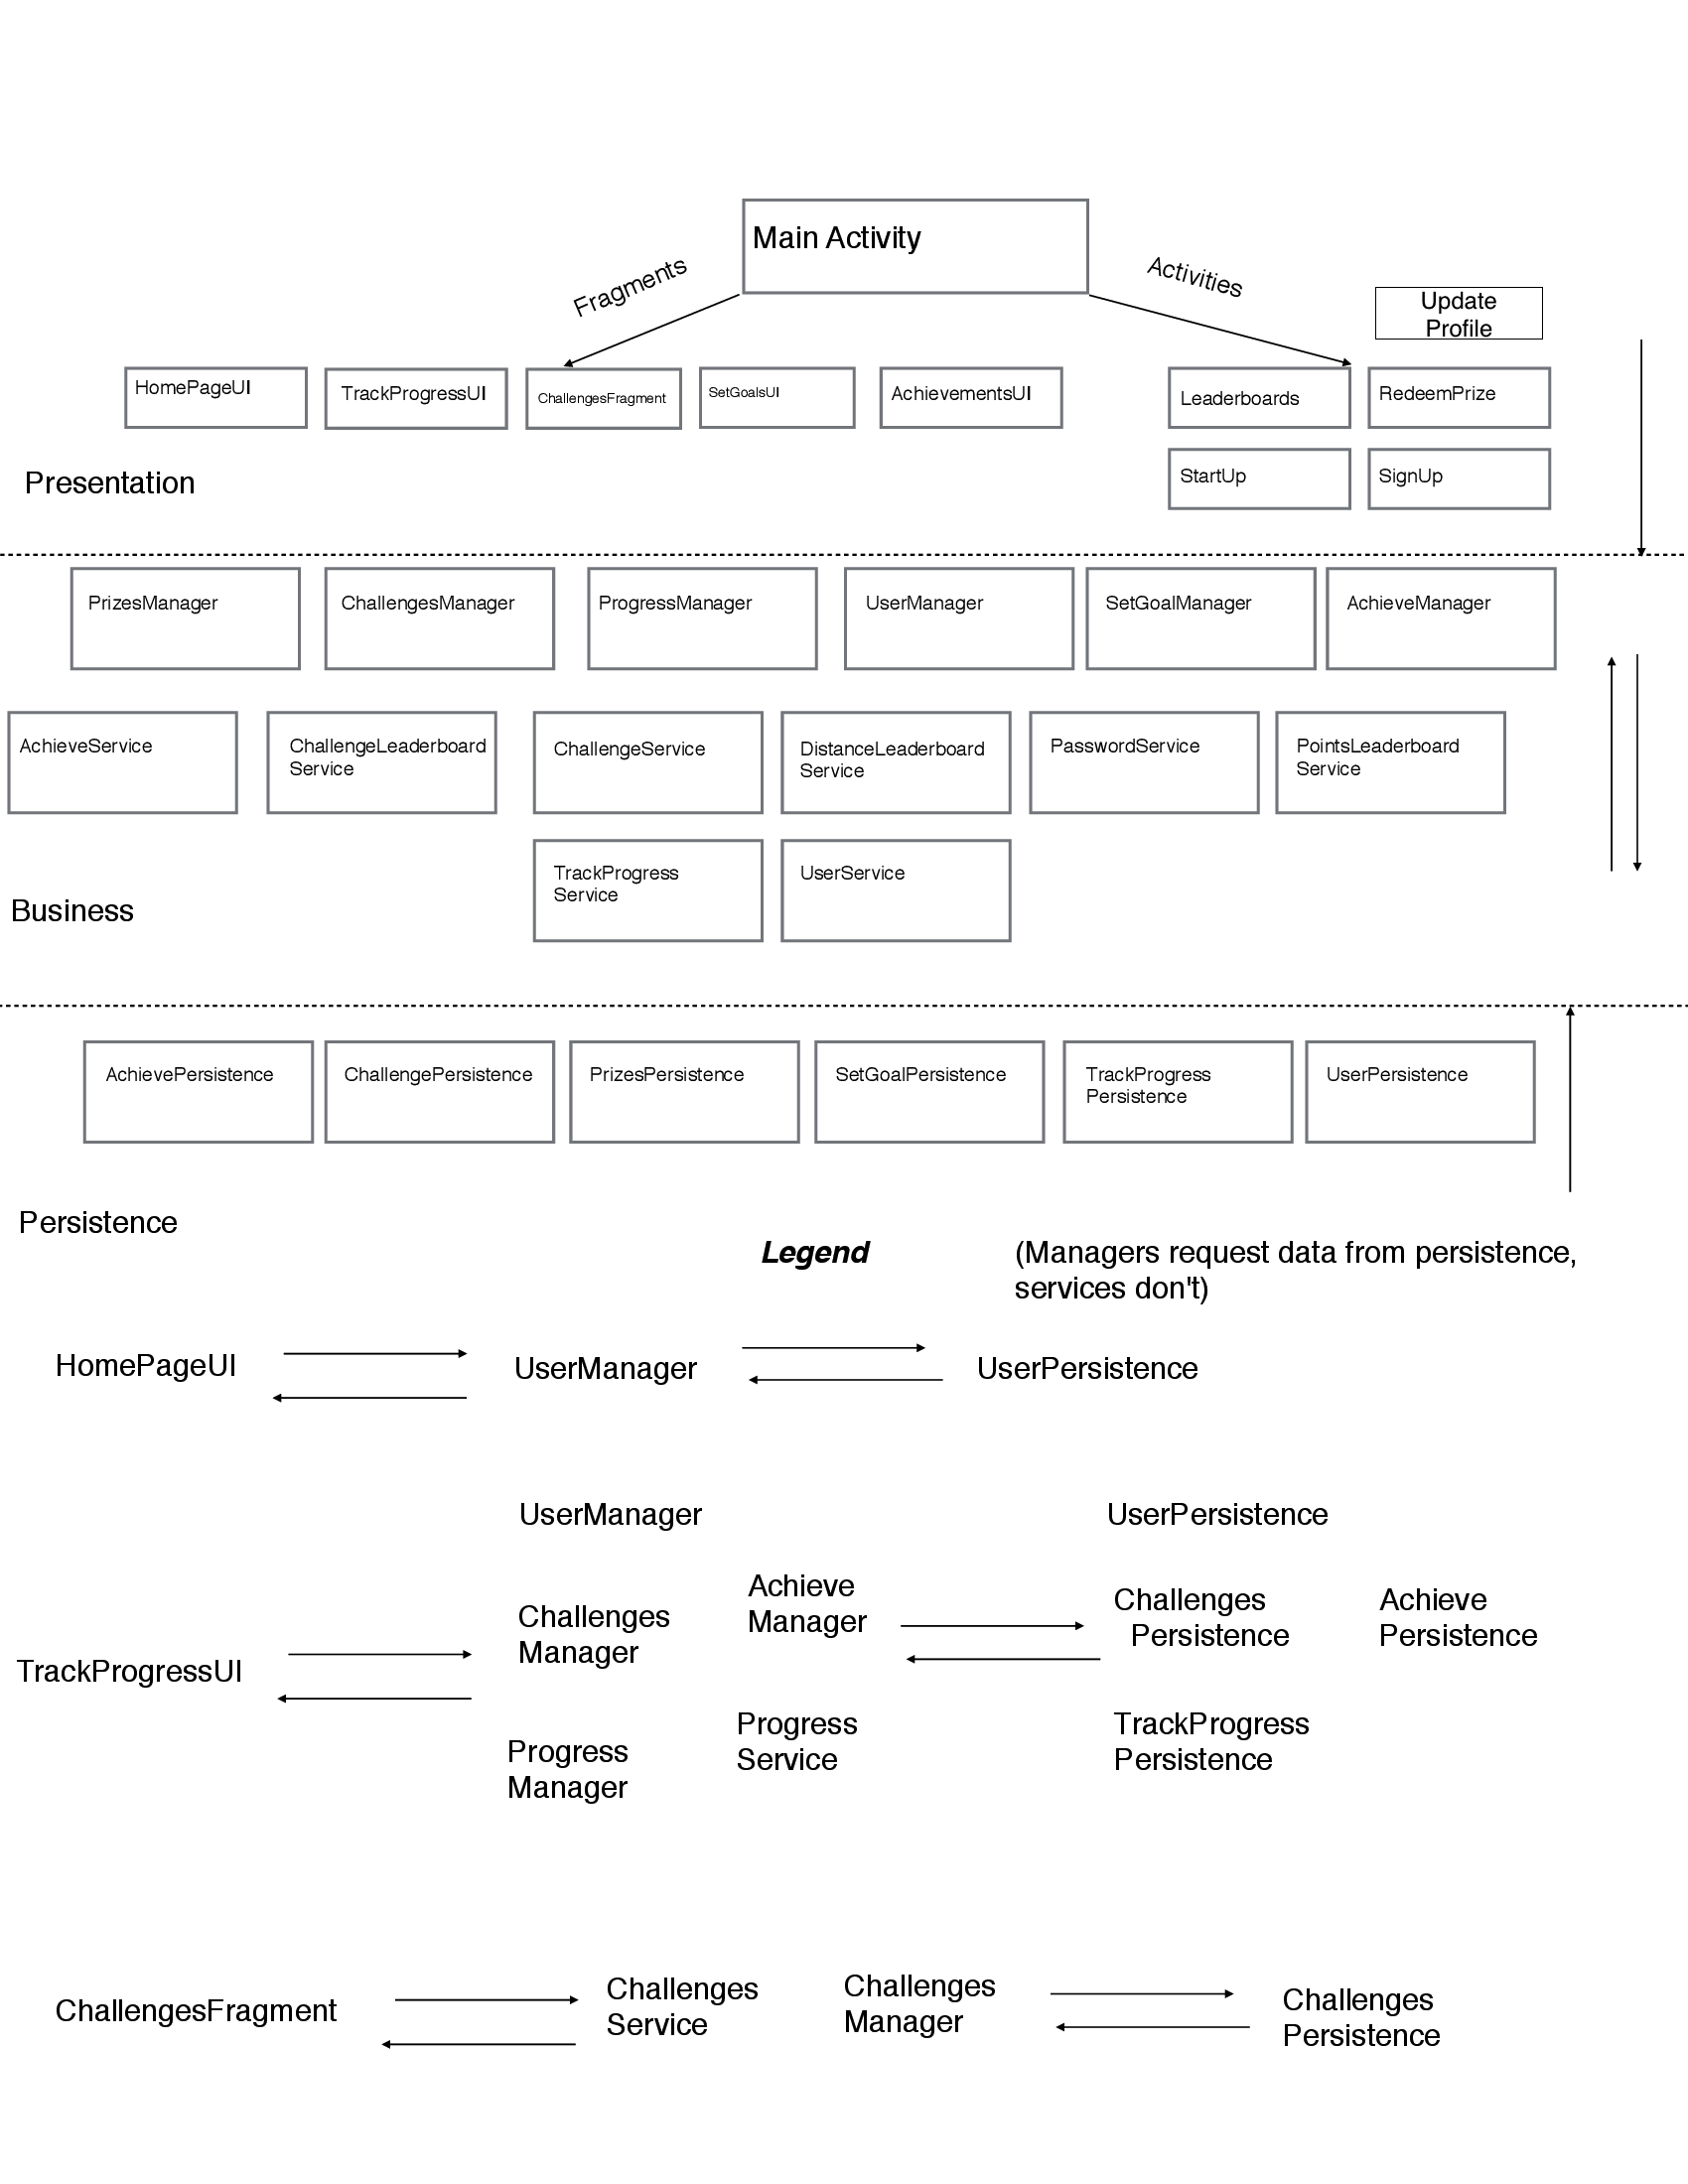 Main Activity
Fragments
Activities
Update
Profile
HomePageUI
TrackProgressUI
ChallengesFragment
SetGoalsUI
AchievementsUI
Leaderboards
RedeemPrize
StartUp
SignUp
Presentation
PrizesManager
ChallengesManager
ProgressManager
UserManager
SetGoalManager
AchieveManager
AchieveService
ChallengeLeaderboard
Service
ChallengeService
DistanceLeaderboard
Service
PasswordService
PointsLeaderboard
Service
TrackProgress
Service
UserService
Business
AchievePersistence
ChallengePersistence
PrizesPersistence
SetGoalPersistence
TrackProgress
Persistence
UserPersistence
Persistence
Legend
(Managers request data from persistence,
services don't)
HomePageUI
UserManager
UserPersistence
UserManager
UserPersistence
TrackProgressUI
Challenges
Manager
Achieve
Manager
Challenges
Persistence
Achieve
Persistence
Progress
Manager
Progress
Service
TrackProgress
Persistence
ChallengesFragment
Challenges
Service
Challenges
Manager
Challenges
Persistence